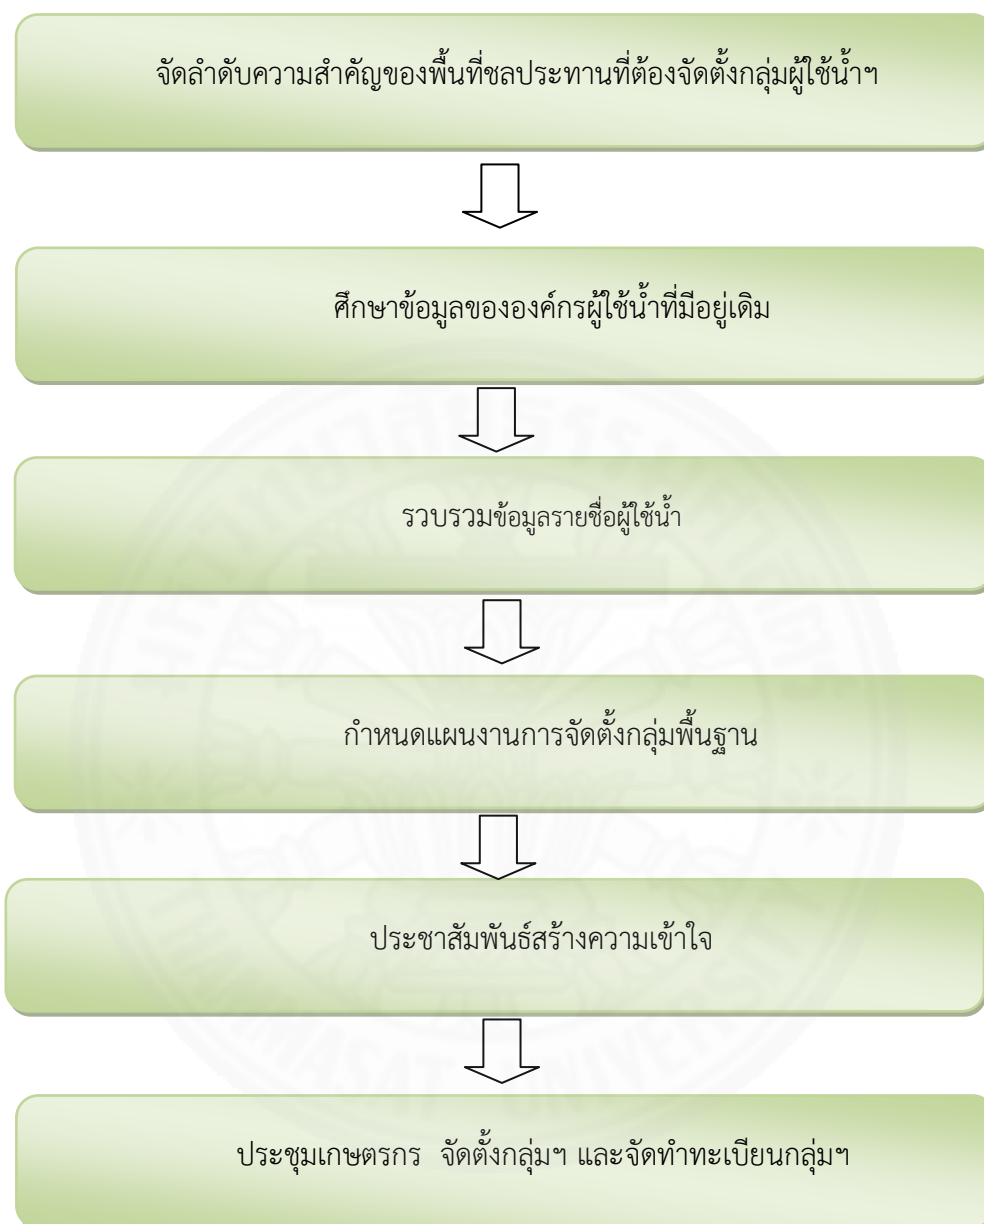 จัดลำดับความสำคัญของพื้นที่ชลประทานที่ต้องจัดตั้งกลุ่มผู้ใช้น้ำฯ
ศึกษาข้อมูลขององค์กรผู้ใช้น้ำที่มีอยู่เดิม
รวบรวมข้อมูลรายชื่อผู้ใช้น้ำ
กำหนดแผนงานการจัดตั้งกลุ่มพื้นฐาน
ประชาสัมพันธ์สร้างความเข้าใจ
ประชุมเกษตรกร จัดตั้งกลุ่มฯ และจัดทำทะเบียนกลุ่มฯ
THAMMASAT UNIVERSITY